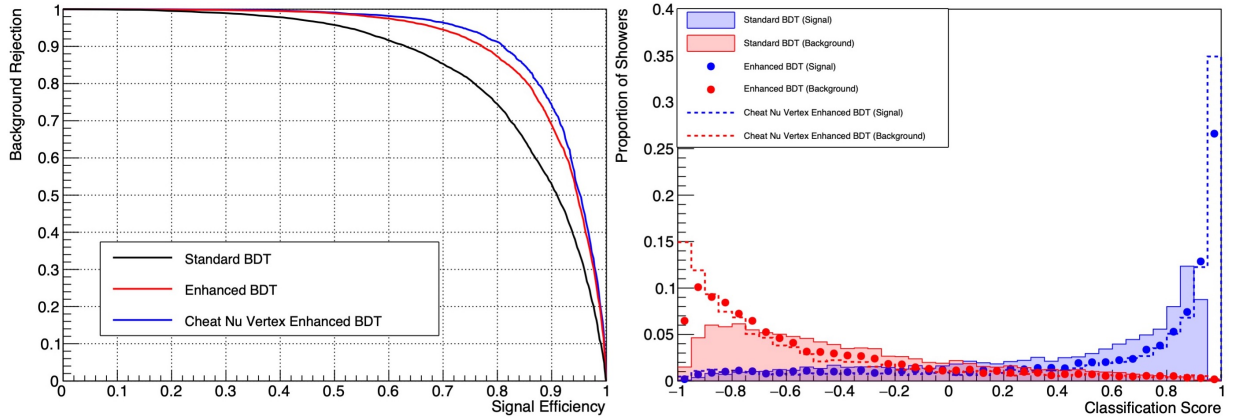 Background Rejection
1
0.9
0.8
0.7
0.6
0.5
0.4
0.3
0.2
0.1
0
Standard BDT
Enhanced BDT
Cheat Nu Vertex Enhanced BDT
0 0.1 0.2 0.3 0.4 0.5 0.6 0.7 0.8 0.9 1
Signal Efficiency
Proportion of Showers
0.4
0.35
0.3
0.25
0.2
0.15
0.1
0.05
0
Standard BDT (Signal)
Standard BDT (Background)
Enhanced BDT (Signal)
Enhanced BDT (Background)
Cheat Nu Vertex Enhanced BDT (Signal)
Cheat Nu Vertex Enhanced BDT (Background)
−1 −0.8 −0.6 −0.4 −0.2 0 0.2 0.4 0.6 0.8 1
Classification Score